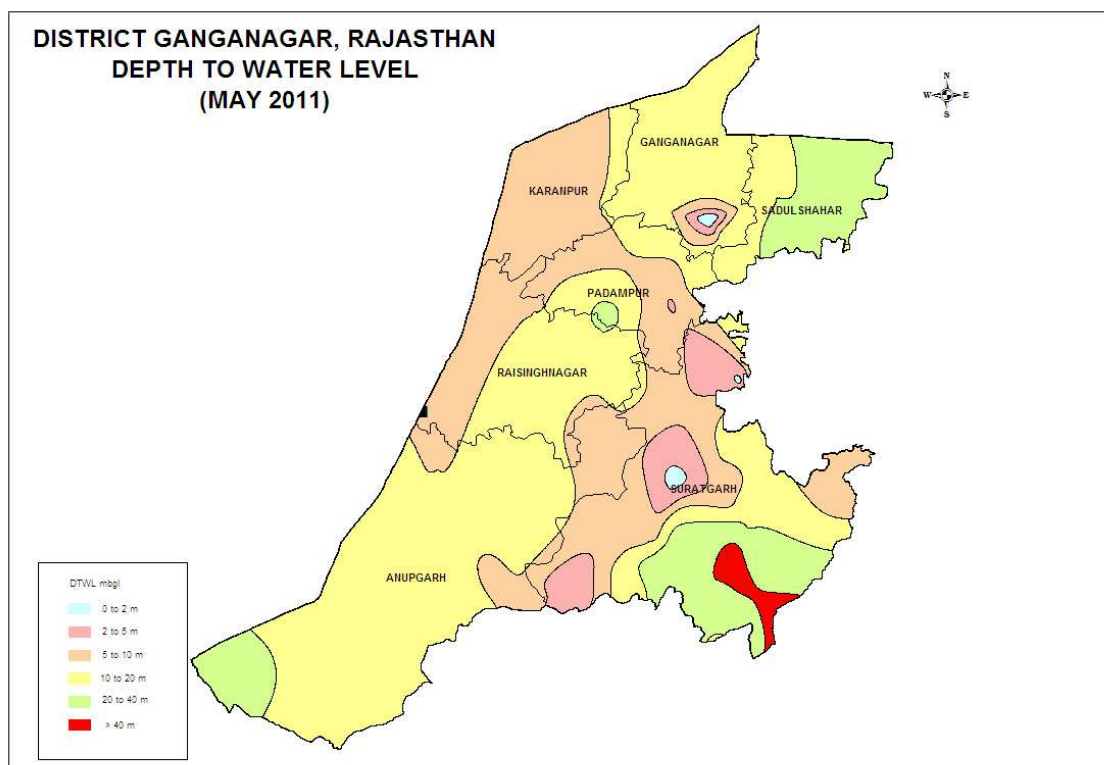 DISTRICT GANGANAGAR, RAJASTHAN
DEPTH TO WATER LEVEL
(MAY 2011)
N
W E
S
GANGANAGAR
KARANPUR
SADULSHAHAR
PADAMPUR
RAISINGHNAGAR
SURATGARH
ANUPGARH
DTWL mbgl
0 to 2 m
2 to 5 m
5 to 10 m
10 to 20 m
20 to 40 m
> 40 m